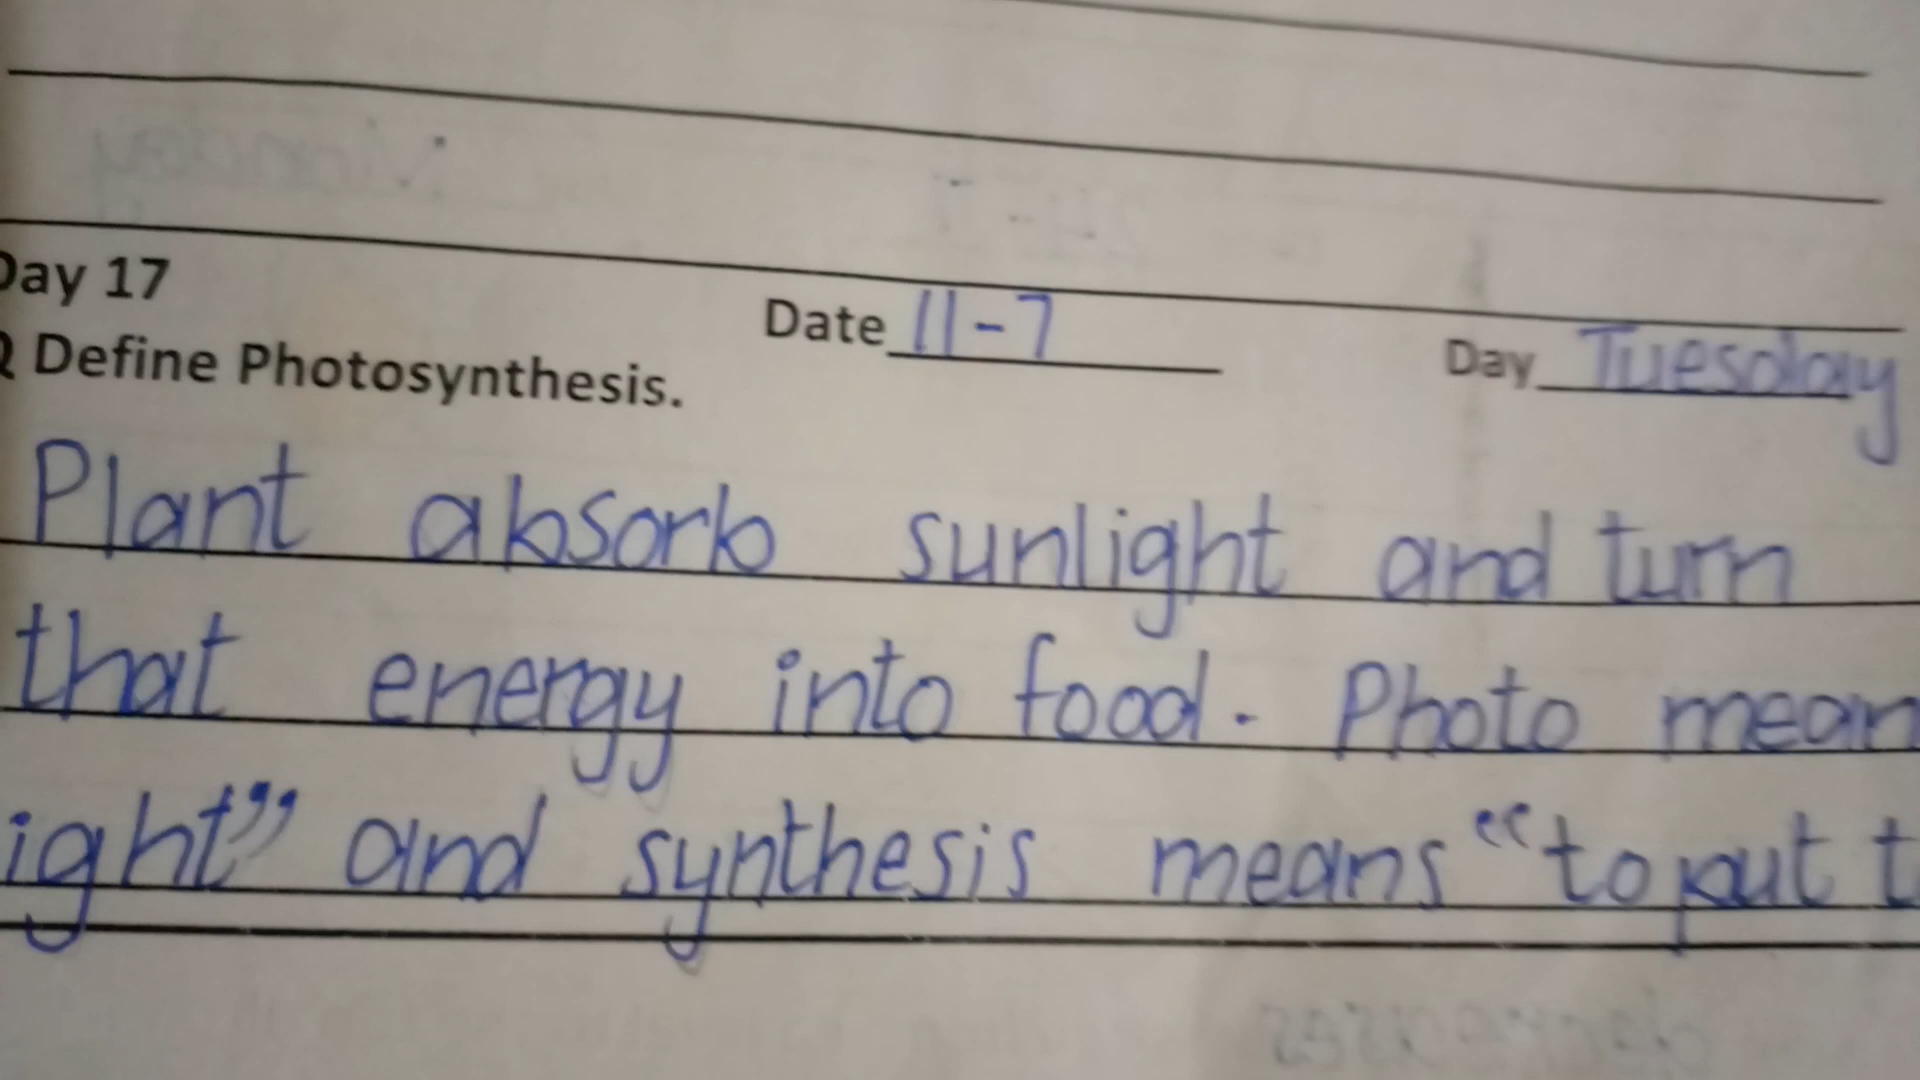 Day 17 Date 11-7 Day Tuesday
Q Define Photosynthesis.
Plant absorb sunlight and turn
that energy into food. Photo mean
ight” and synthesis means “to put t